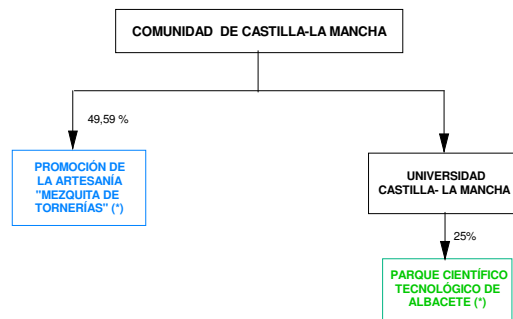 COMUNIDAD DE CASTILLA-LA MANCHA
49,59 %
PROMOCIÓN DE
LA ARTESANÍA
"MEZQUITA DE
TORNERÍAS" (*)
UNIVERSIDAD
CASTILLA- LA MANCHA
25%
PARQUE CIENTÍFICO
TECNOLÓGICO DE
ALBACETE (*)